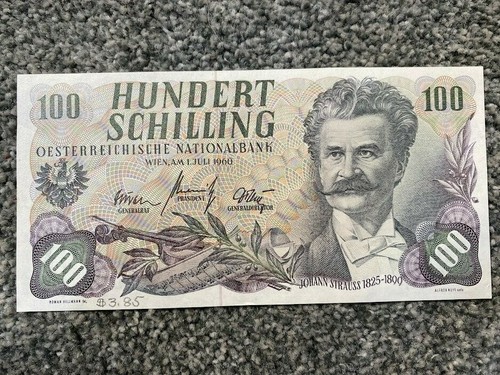 100
HUNDERT
SCHILLING
100
OESTERREICHISCHE NATIONALBANK
WIEN, AM 1. JULI 1960
GENERALRAT
PRÄSIDENT
GENERALDIREKTOR
100
100
JOHANN STRAUSS 1825-1899
$3.85